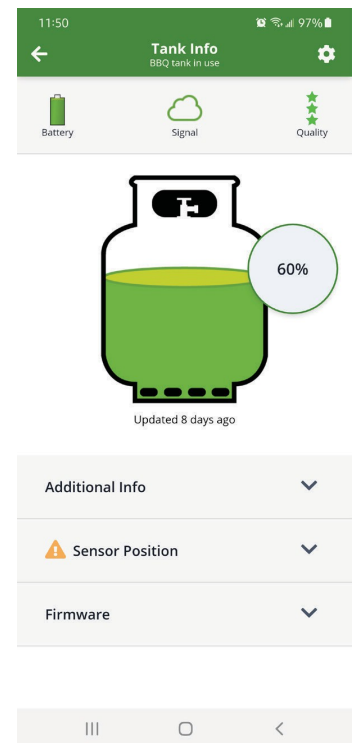 11:50
97%
Tank Info
BBQ tank in use
Battery
Signal
Quality
60%
Updated 8 days ago
Additional Info
Sensor Position
Firmware